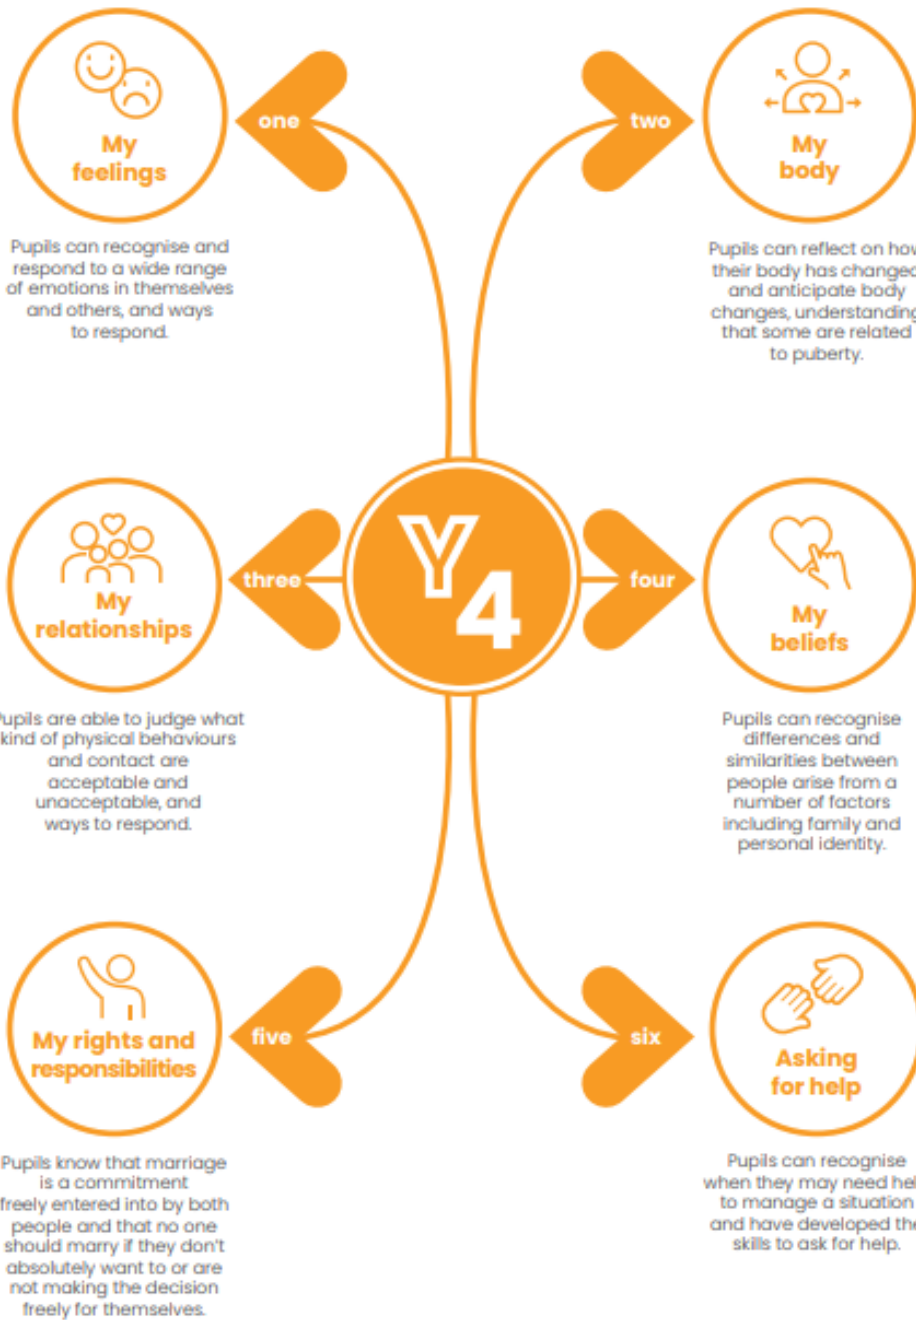 one
My
feelings
Pupils can recognise and
respond to a wide range
of emotions in themselves
and others, and ways
to respond.
two
My
body
Pupils can reflect on how
their body has changed
and anticipate body
changes, understanding
that some are related
to puberty.
Y4
three
My
relationships
Pupils are able to judge what
kind of physical behaviours
and contact are
acceptable and
unacceptable, and
ways to respond.
four
My
beliefs
Pupils can recognise
differences and
similarities between
people arise from a
number of factors
including family and
personal identity.
five
My rights and
responsibilities
Pupils know that marriage
is a commitment
freely entered into by both
people and that no one
should marry if they don't
absolutely want to or are
not making the decision
freely for themselves.
six
Asking
for help
Pupils can recognise
when they may need help
to manage a situation
and have developed the
skills to ask for help.